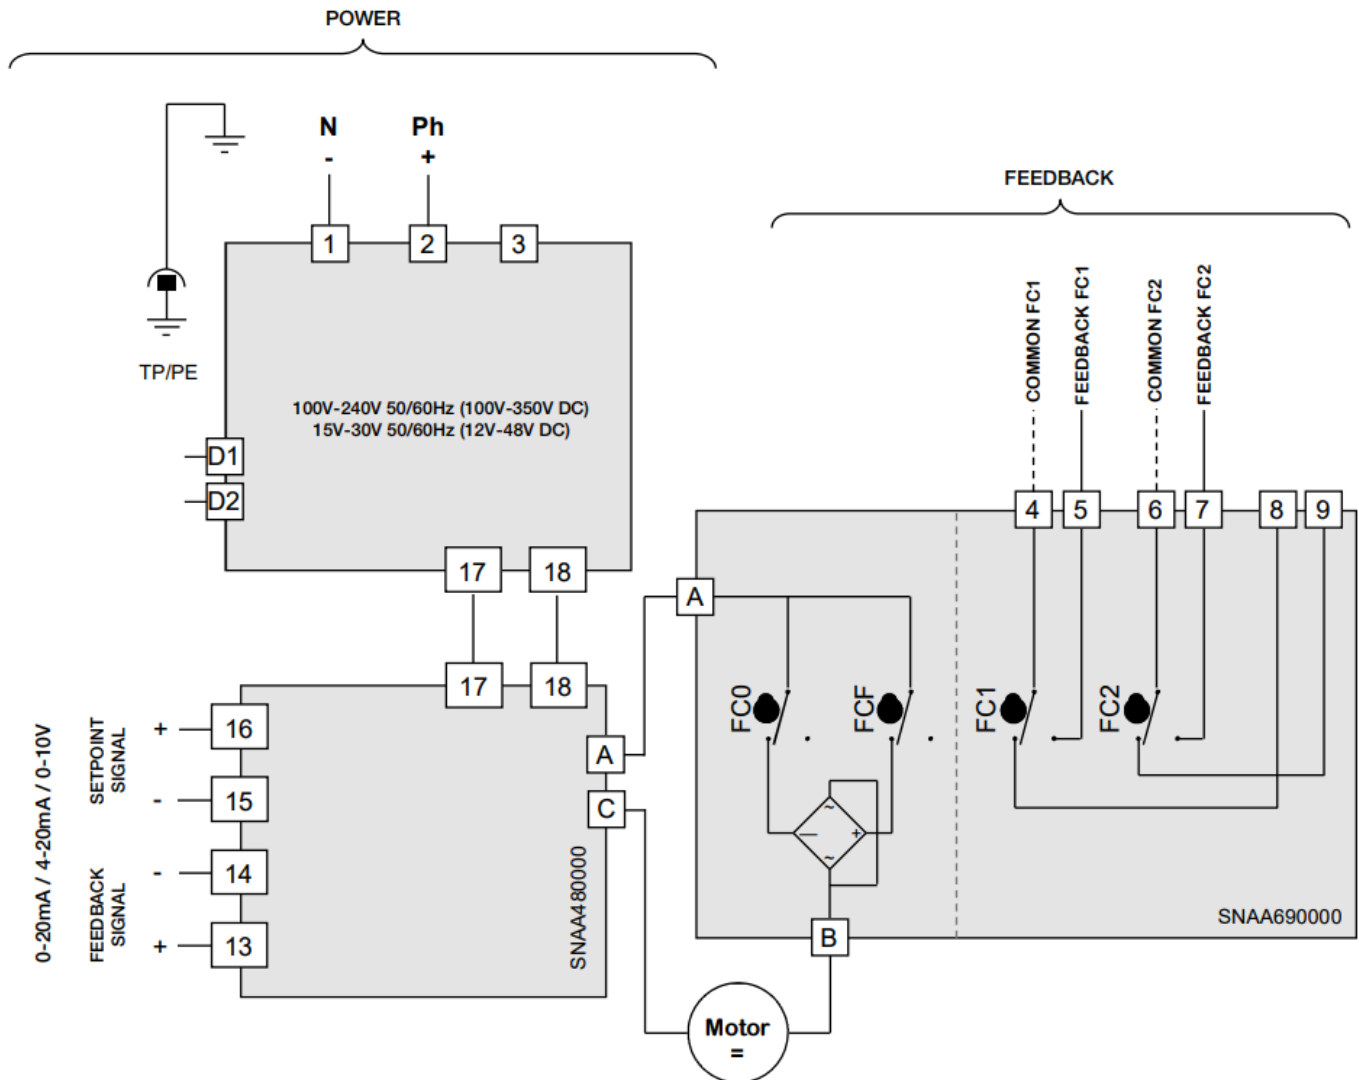 POWER
N
-
Ph
+
1
2
3
TP/PE
100V-240V 50/60Hz (100V-350V DC)
15V-30V 50/60Hz (12V-48V DC)
D1
D2
17
18
FEEDBACK
COMMON FC1
FEEDBACK FC1
COMMON FC2
FEEDBACK FC2
4
5
6
7
8
9
A
FC0
FCF
FC1
FC2
~
—
+
~
B
SNAA690000
17
18
0-20mA / 4-20mA / 0-10V
SETPOINT
SIGNAL
+
16
-
15
FEEDBACK
SIGNAL
-
14
+
13
A
C
SNAA480000
Motor
=